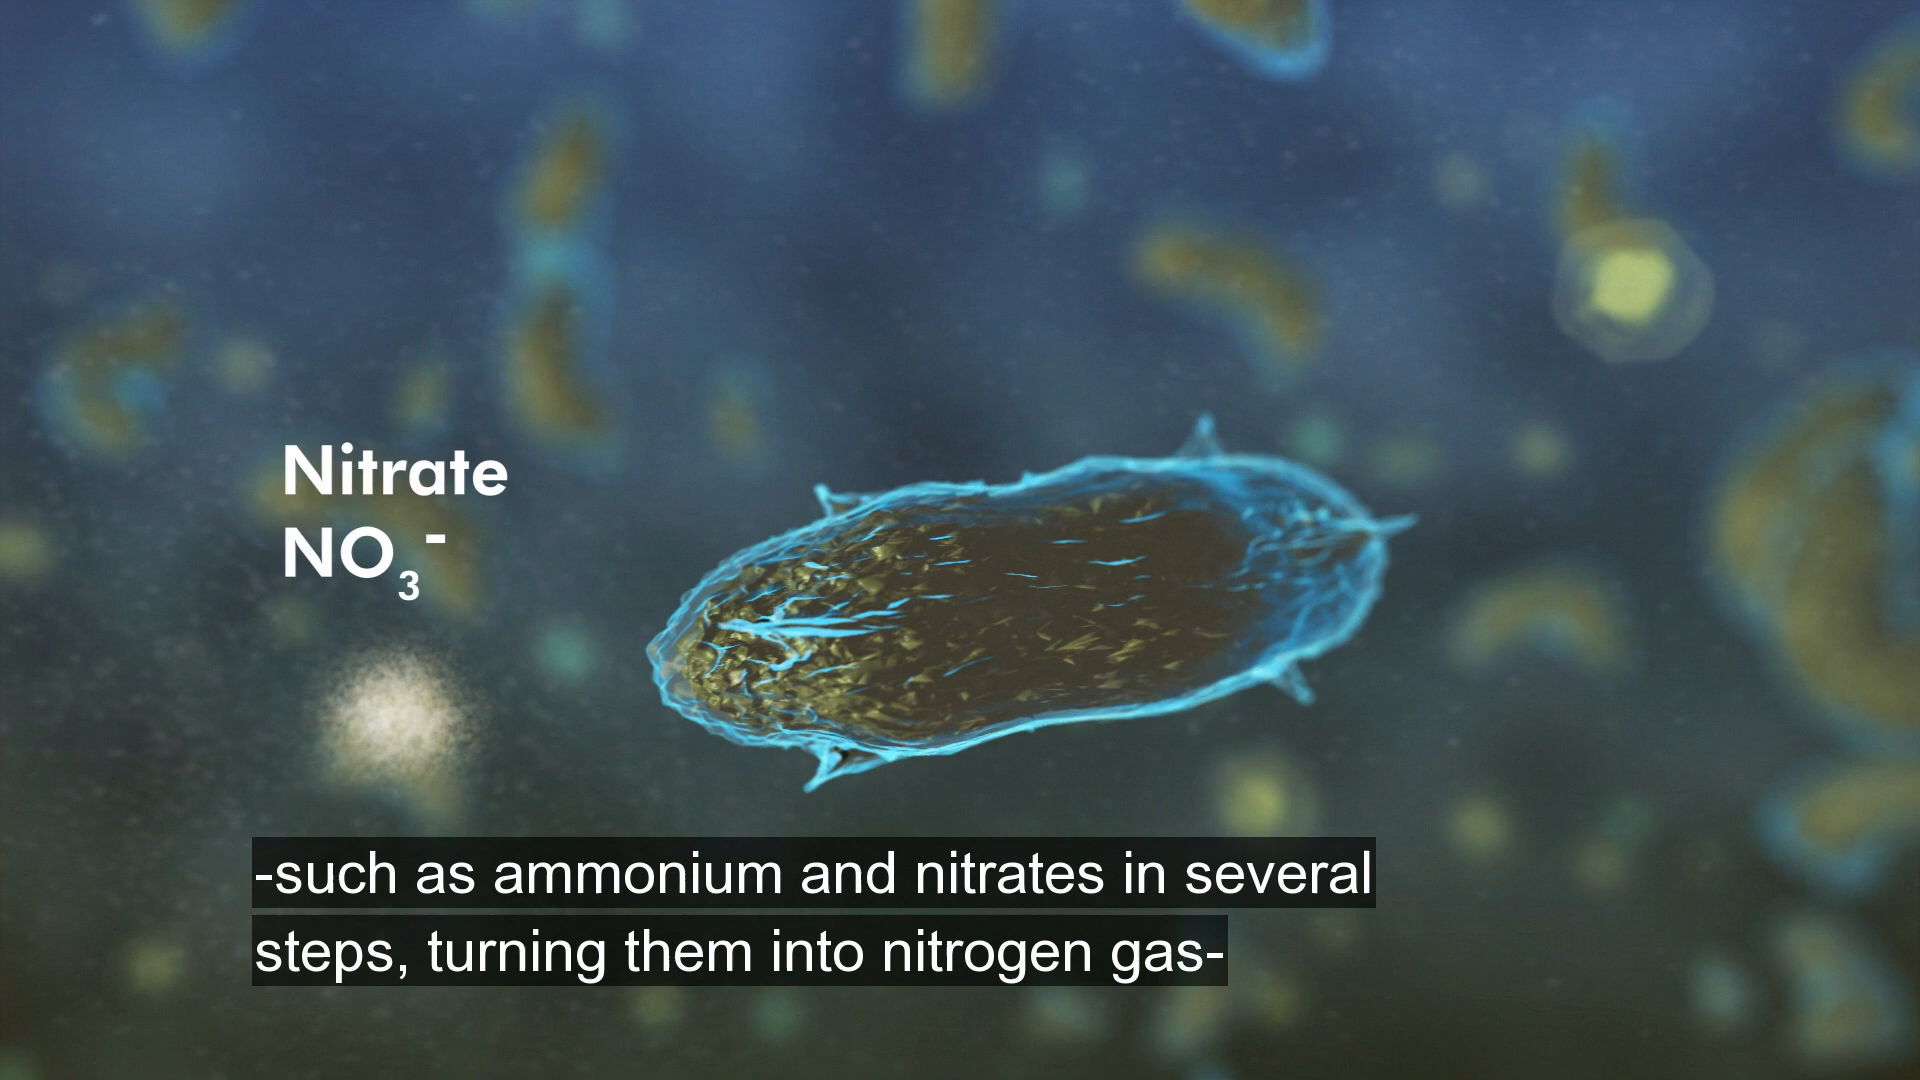 Nitrate
NO₃⁻
-such as ammonium and nitrates in several
steps, turning them into nitrogen gas-